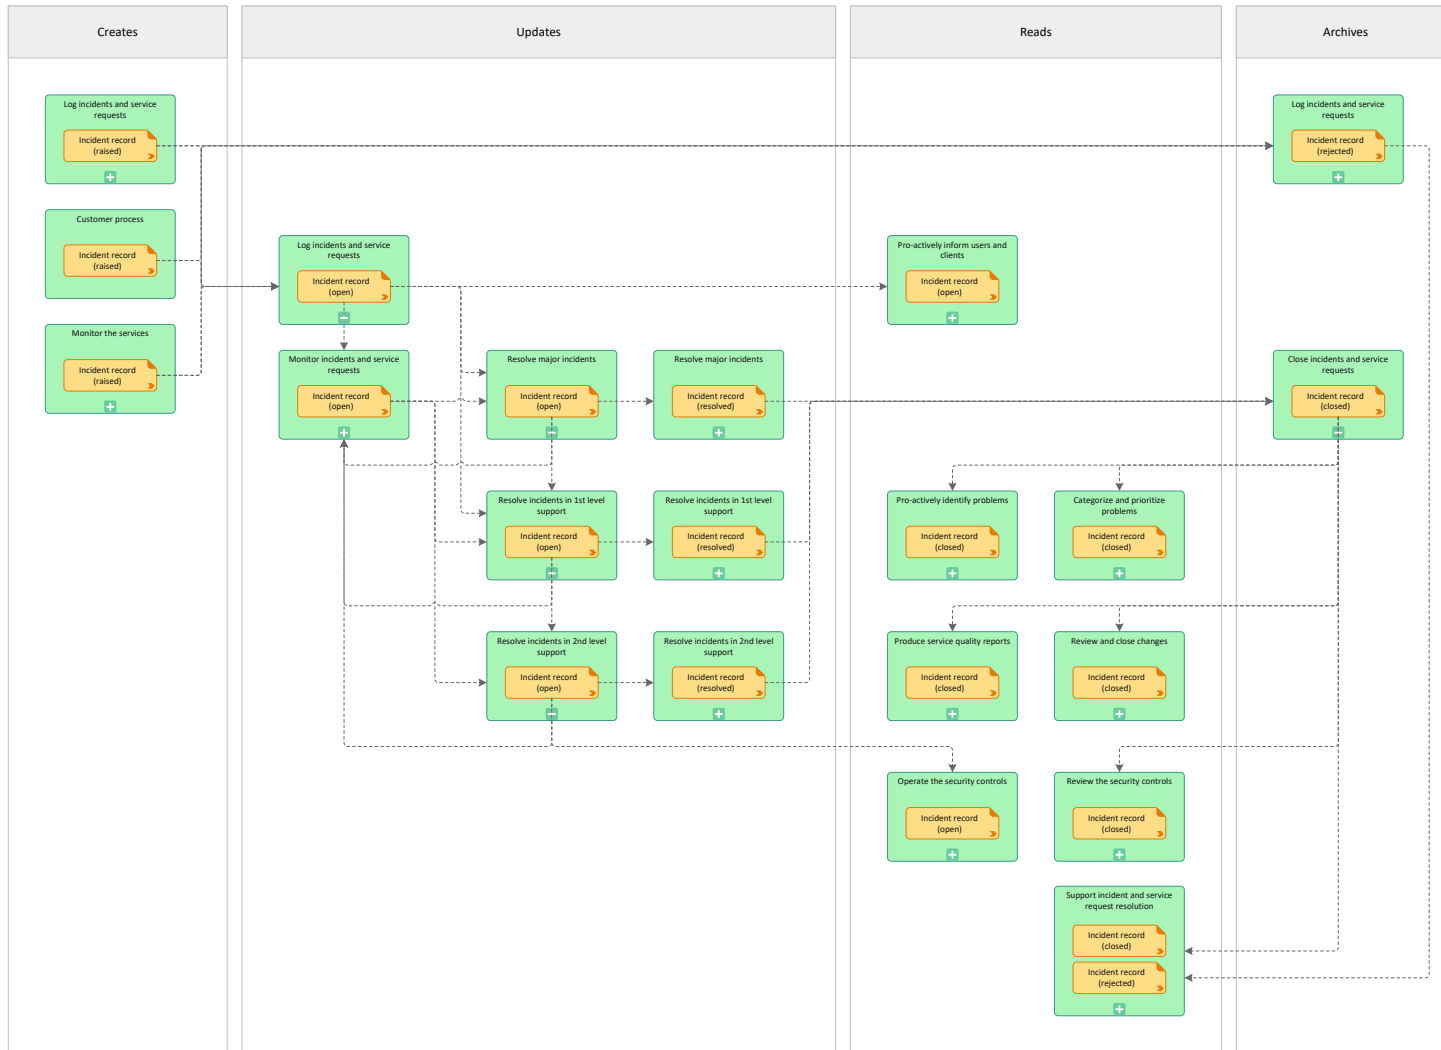 Creates
Updates
Reads
Archives
Log incidents and service
requests
Incident record
(raised)
Customer process
Incident record
(raised)
Monitor the services
Incident record
(raised)
Log incidents and service
requests
Incident record
(open)
Monitor incidents and service
requests
Incident record
(open)
Resolve major incidents
Incident record
(open)
Resolve major incidents
Incident record
(resolved)
Resolve incidents in 1st level
support
Incident record
(open)
Resolve incidents in 1st level
support
Incident record
(resolved)
Resolve incidents in 2nd level
support
Incident record
(open)
Resolve incidents in 2nd level
support
Incident record
(resolved)
Pro-actively inform users and
clients
Incident record
(open)
Pro-actively identify problems
Incident record
(closed)
Categorize and prioritize
problems
Incident record
(closed)
Produce service quality reports
Incident record
(closed)
Review and close changes
Incident record
(closed)
Operate the security controls
Incident record
(open)
Review the security controls
Incident record
(closed)
Support incident and service
request resolution
Incident record
(closed)
Incident record
(rejected)
Log incidents and service
requests
Incident record
(rejected)
Close incidents and service
requests
Incident record
(closed)